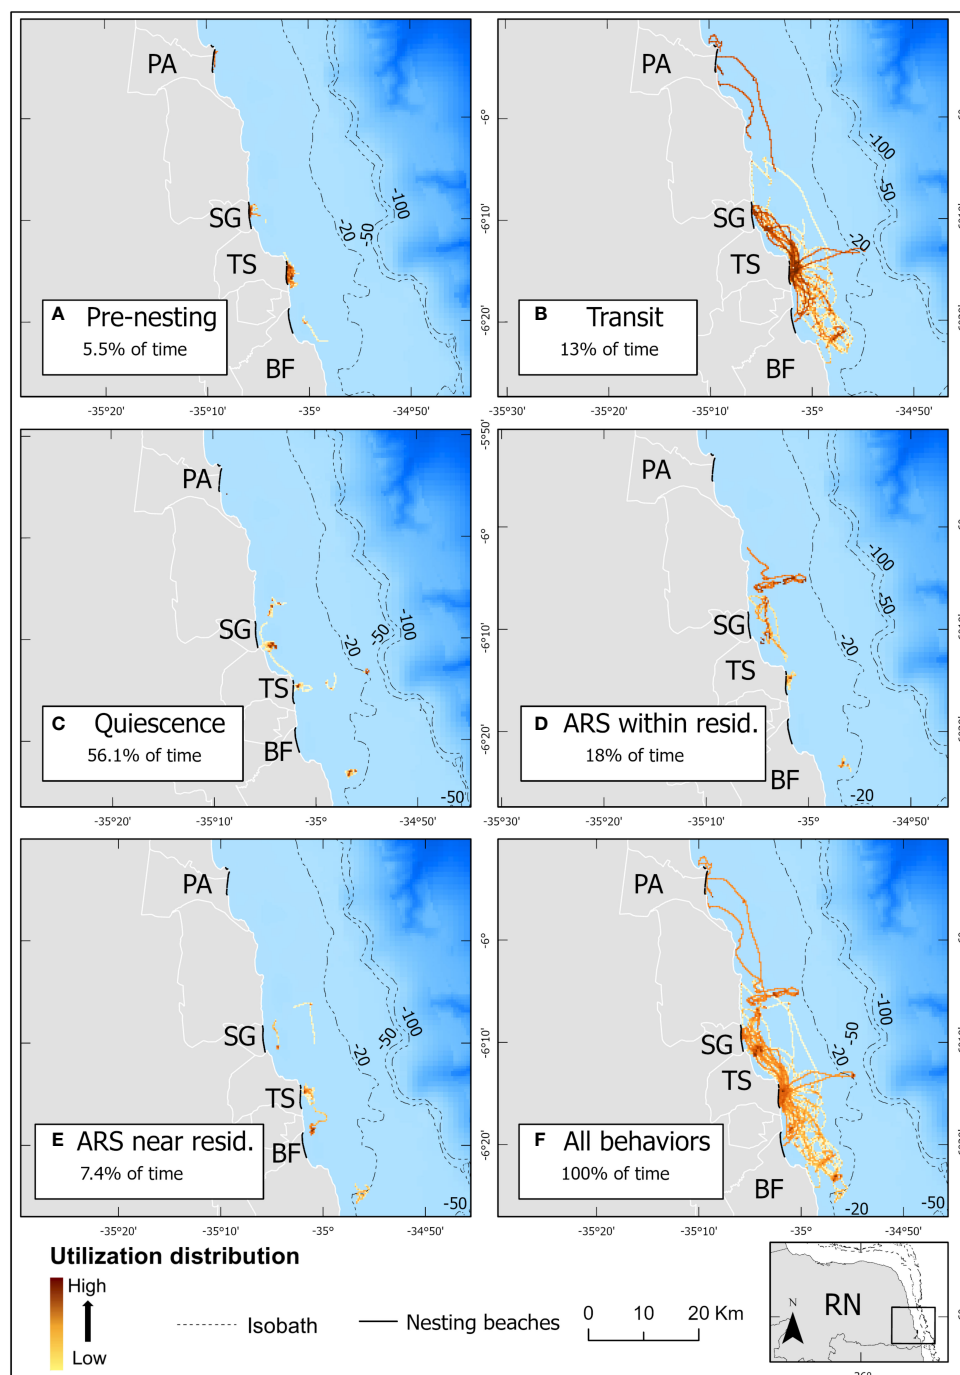 PA
SG
TS
BF
-20
-50
-100
A Pre-nesting
5.5% of time
-35°20'
-35°10'
-35°
-34°50'
-6°
-6°10'
-6°20'
PA
SG
TS
BF
-100
-50
-20
B Transit
13% of time
-35°30'
-35°20'
-35°10'
-35°
-34°50'
PA
SG
TS
BF
-20
-50
-100
-50
C Quiescence
56.1% of time
-35°20'
-35°10'
-35°
-34°50'
-5°50'
-6°
-6°10'
-6°20'
PA
SG
TS
BF
-100
-50
-20
-20
D ARS within resid.
18% of time
-35°30'
-35°20'
-35°10'
-35°
-34°50'
PA
SG
TS
BF
-20
-50
-100
-50
E ARS near resid.
7.4% of time
-35°20'
-35°10'
-35°
-34°50'
-6°
-6°10'
-6°20'
PA
SG
TS
BF
-100
-50
-20
-20
-50
F All behaviors
100% of time
-35°20'
-35°10'
-35°
-34°50'
Utilization distribution
High
Low
Isobath
Nesting beaches
0 10 20 Km
N
RN